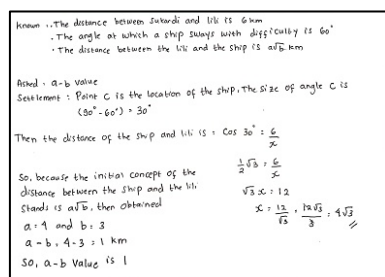 Known : . The distance between Sukardi and lili is 6 km
. The angle at which a ship sways with difficulty is 60°
. The distance between the lili and the ship is a√b km
Asked : a-b value
Settlement : Point C is the location of the ship, The size of angle C is
(90° - 60°) = 30°
Then the distance of the ship and lili is : Cos 30° = 6/x
1/2 √3 = 6/x
√3 x = 12
x = 12/√3 = 12√3/3 = 4√3
So, because the initial concept of the
distance between the ship and the lili
stands is a√b, then obtained
a = 4 and b = 3
a - b = 4-3 = 1 km
So, a-b value is 1